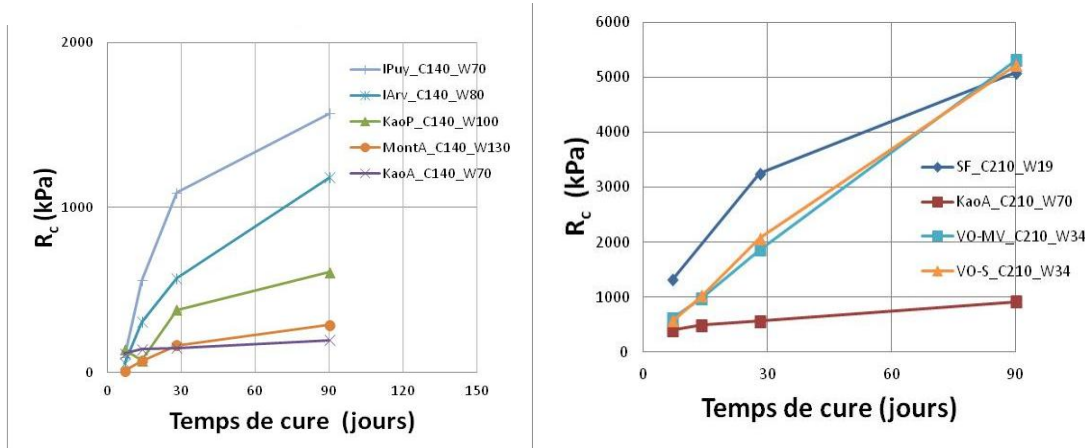 2000
1000
0
0
30
60
90
120
150
R_c (kPa)
Temps de cure (jours)
IPuy_C140_W70
IArv_C140_W80
KaoP_C140_W100
MontA_C140_W130
KaoA_C140_W70
6000
5000
4000
3000
2000
1000
0
0
30
60
90
R_c (kPa)
Temps de cure (jours)
SF_C210_W19
KaoA_C210_W70
VO-MV_C210_W34
VO-S_C210_W34